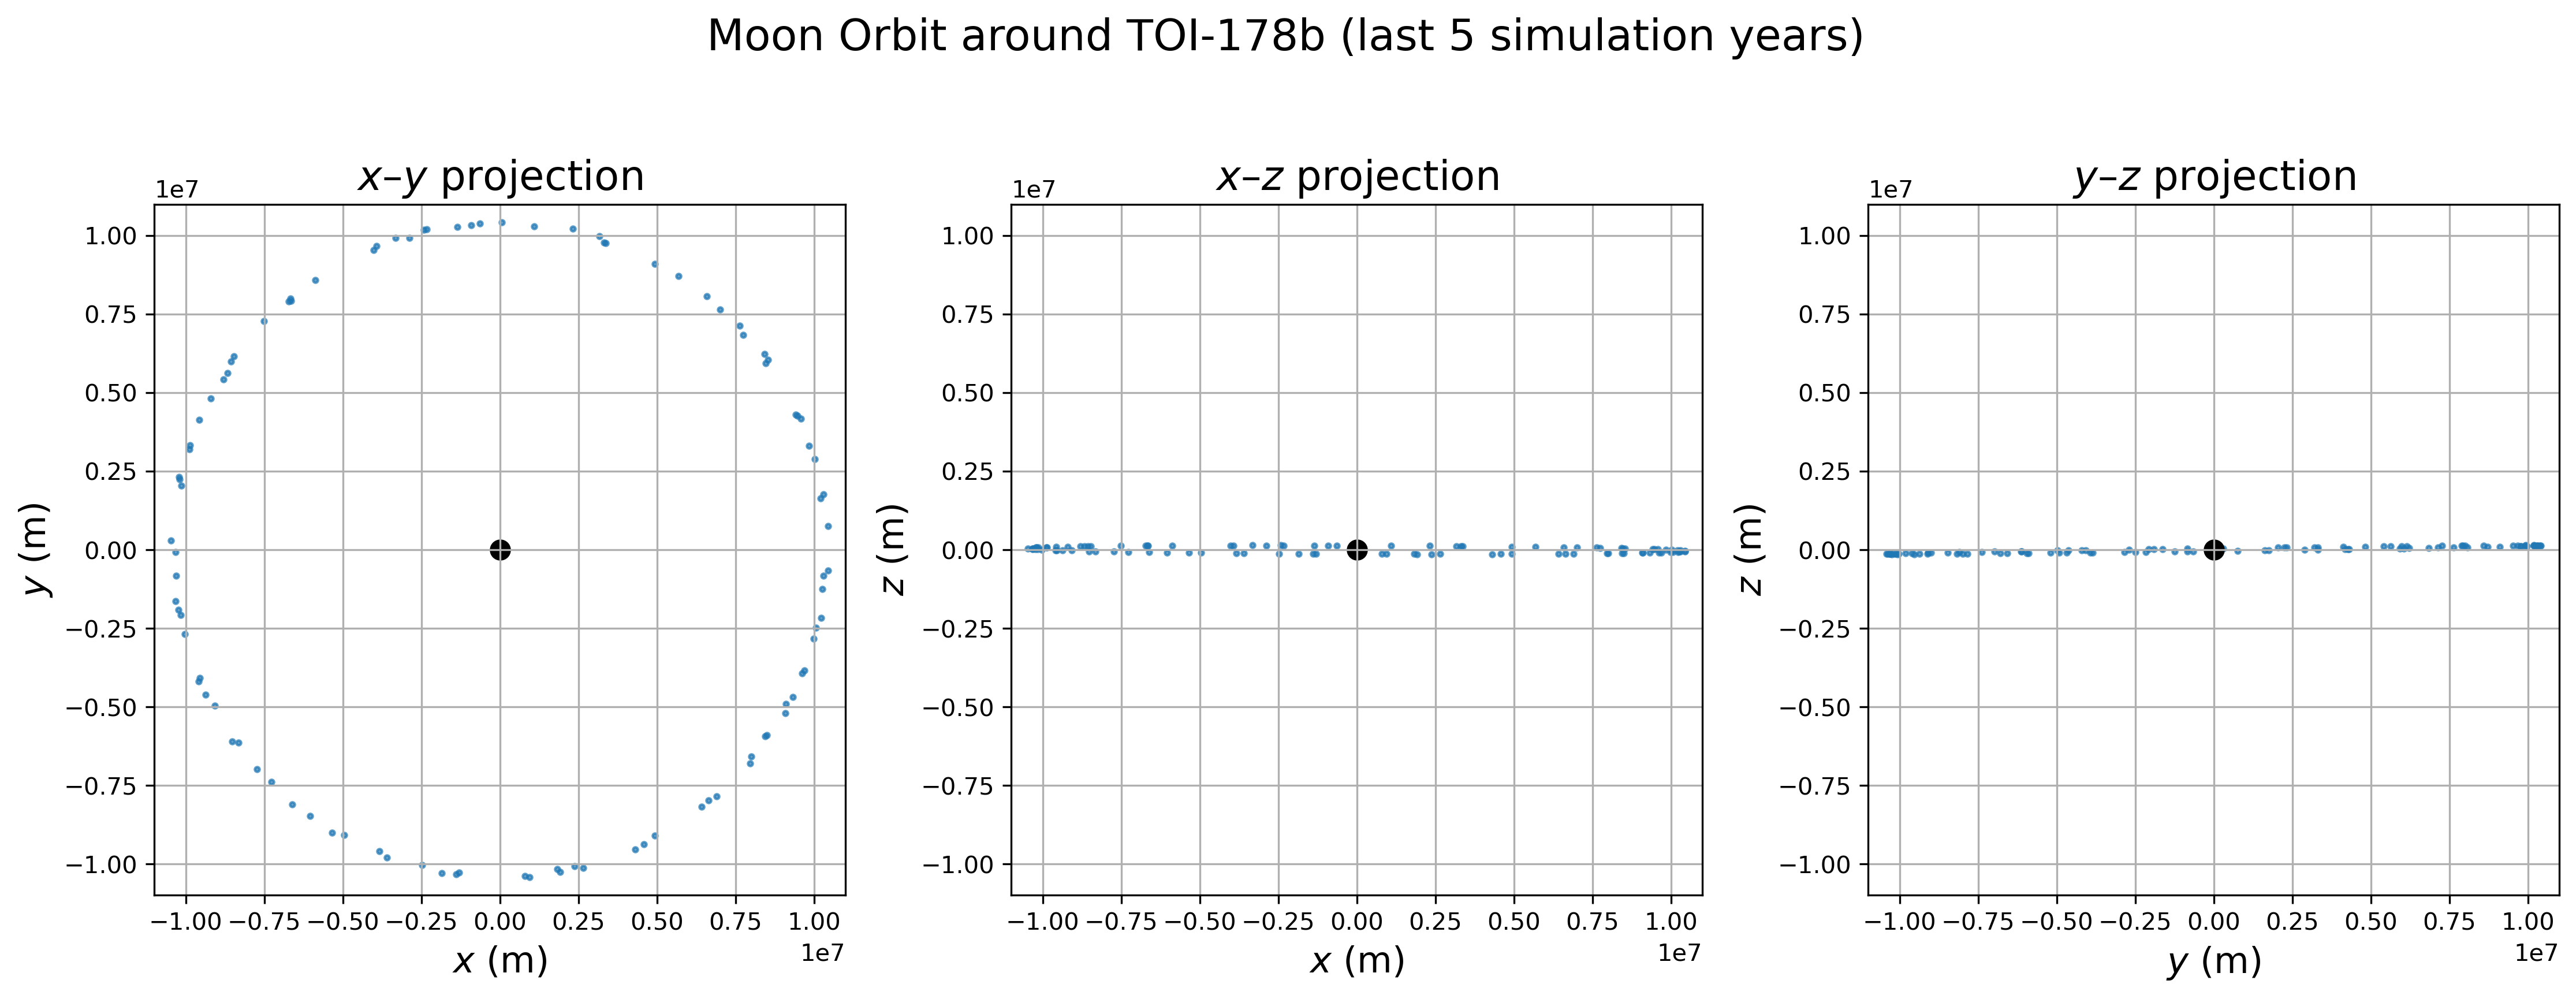 Moon Orbit around TOI-178b (last 5 simulation years)
x–y projection
1e7
1.00
0.75
0.50
0.25
0.00
−0.25
−0.50
−0.75
−1.00
y (m)
−1.00 −0.75 −0.50 −0.25 0.00 0.25 0.50 0.75 1.00
1e7
x (m)
x–z projection
1e7
1.00
0.75
0.50
0.25
0.00
−0.25
−0.50
−0.75
−1.00
z (m)
−1.00 −0.75 −0.50 −0.25 0.00 0.25 0.50 0.75 1.00
1e7
x (m)
y–z projection
1e7
1.00
0.75
0.50
0.25
0.00
−0.25
−0.50
−0.75
−1.00
z (m)
−1.00 −0.75 −0.50 −0.25 0.00 0.25 0.50 0.75 1.00
1e7
y (m)